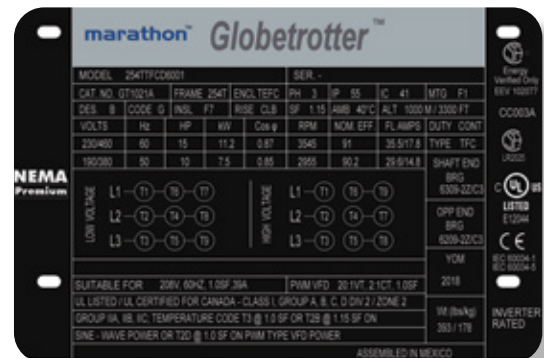 marathon™ Globetrotter™
MODEL 254TTFCD6001 SER. -
CAT. NO. GT1021A FRAME 254T ENCL TEFC PH 3 IP 55 IC 41 MTG F1
DES. B CODE G INSL F7 RISE CLB SF 1.15 AMB 40°C ALT 1000 M / 3300 FT
VOLTS Hz HP kW Cos φ RPM NOM. EFF. FL AMPS DUTY CONT
230/460 60 15 11.2 0.87 3545 91 35.5/17.8 TYPE TFC
190/380 50 10 7.5 0.85 2955 90.2 29.6/14.8
SHAFT END
BRG
6309-2Z/C3
OPP END
BRG
6209-2Z/C3
YOM
2018
Wt (lbs/kg)
393 / 178
LOW VOLTAGE
L1 T1 T6 T7
L2 T2 T4 T8
L3 T3 T5 T9
HIGH VOLTAGE
L1 T1
L2 T2
L3 T3
SUITABLE FOR 208V, 60HZ, 1.0SF, 39A PWM VFD 20:1VT, 2:1CT, 1.0SF
UL LISTED / UL CERTIFIED FOR CANADA - CLASS I, GROUP A, B, C, D DIV 2 / ZONE 2
GROUP IIA, IIB, IIC; TEMPERATURE CODE T3 @ 1.0 SF OR T2B @ 1.15 SF ON
SINE - WAVE POWER OR T2D @ 1.0 SF ON PWM TYPE VFD POWER
ASSEMBLED IN MEXICO
NEMA
Premium
Energy
Verified Only
EEV 102077
CC003A
LR2025
C UL US
LISTED
E12044
CE
IEC 60034-1
IEC 60034-5
INVERTER
RATED